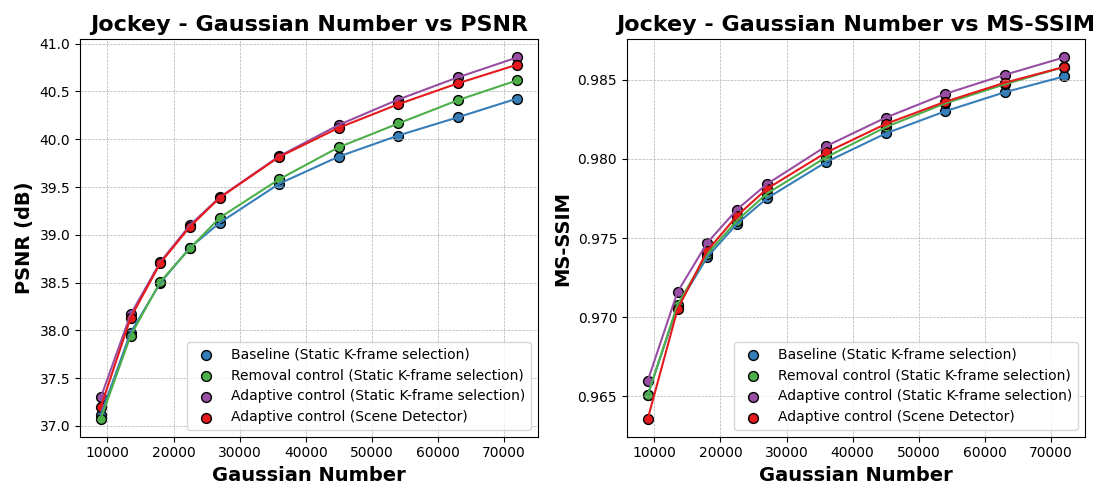 Jockey - Gaussian Number vs PSNR
PSNR (dB)
41.0
40.5
40.0
39.5
39.0
38.5
38.0
37.5
37.0
Baseline (Static K-frame selection)
Removal control (Static K-frame selection)
Adaptive control (Static K-frame selection)
Adaptive control (Scene Detector)
10000 20000 30000 40000 50000 60000 70000
Gaussian Number
Jockey - Gaussian Number vs MS-SSIM
MS-SSIM
0.985
0.980
0.975
0.970
0.965
Baseline (Static K-frame selection)
Removal control (Static K-frame selection)
Adaptive control (Static K-frame selection)
Adaptive control (Scene Detector)
10000 20000 30000 40000 50000 60000 70000
Gaussian Number